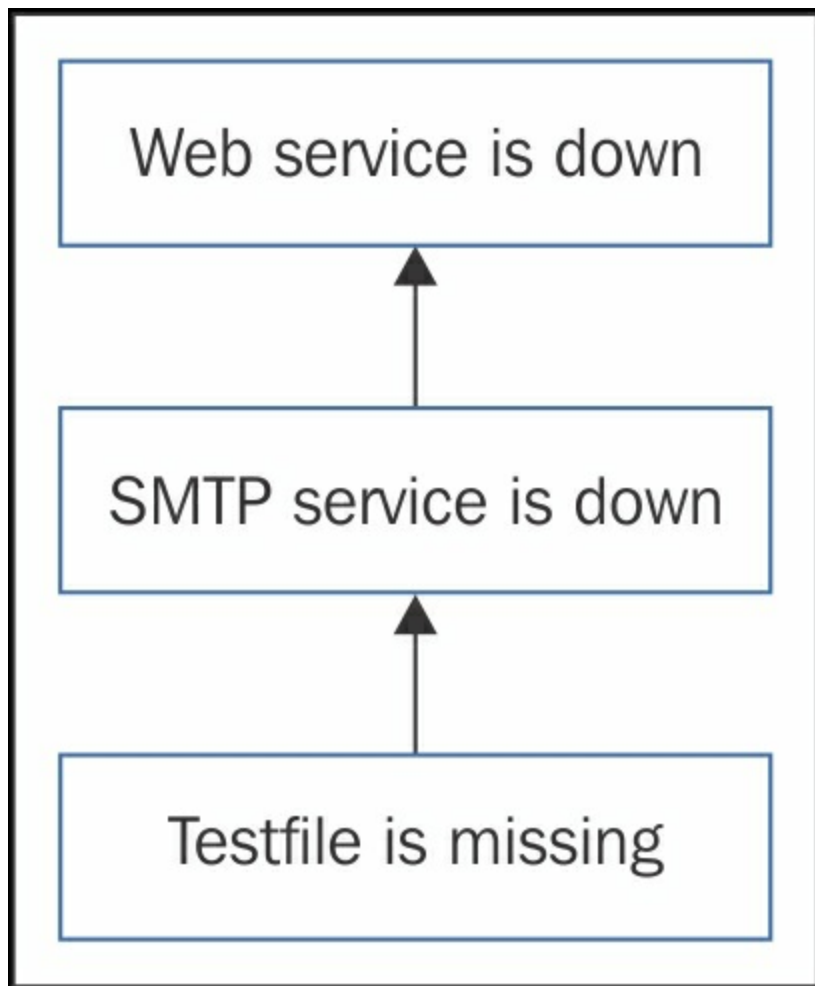 Web service is down
SMTP service is down
Testfile is missing